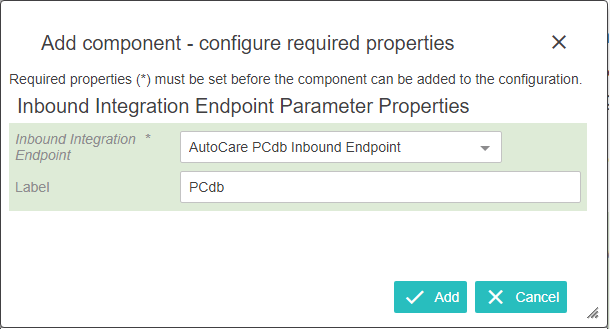 Add component - configure required properties
Required properties (*) must be set before the component can be added to the configuration.
Inbound Integration Endpoint Parameter Properties
Inbound Integration * AutoCare PCdb Inbound Endpoint
Endpoint
Label PCdb
Add Cancel